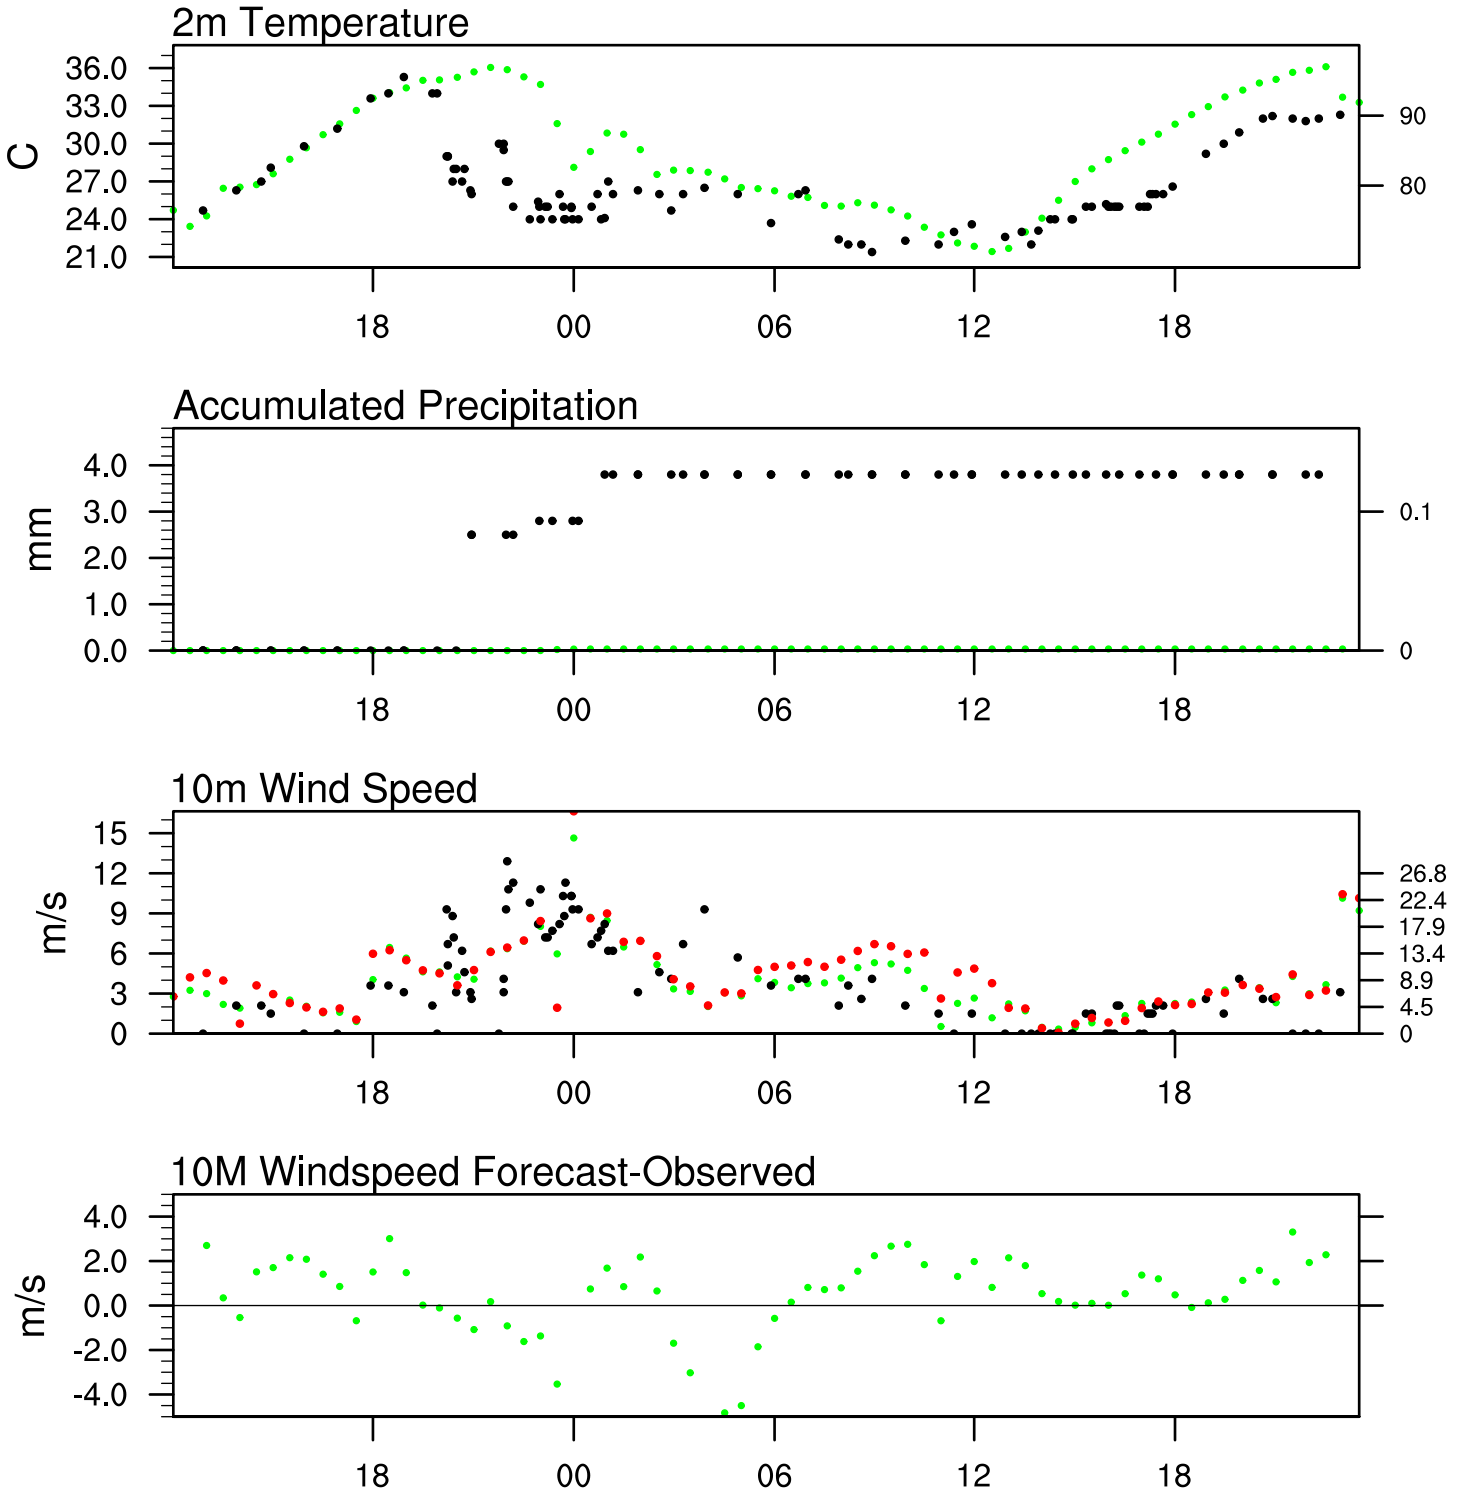 2m Temperature
36.0
33.0
30.0
27.0
24.0
21.0
C
90
80
18 00 06 12 18
Accumulated Precipitation
4.0
3.0
2.0
1.0
0.0
mm
0.1
0
18 00 06 12 18
10m Wind Speed
15
12
9
6
3
0
m/s
26.8
22.4
17.9
13.4
8.9
4.5
0
18 00 06 12 18
10M Windspeed Forecast-Observed
4.0
2.0
0.0
-2.0
-4.0
m/s
18 00 06 12 18